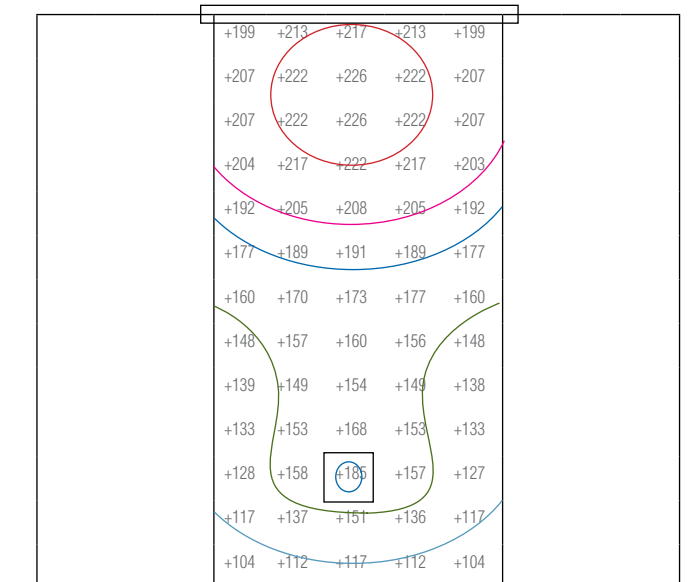 +199 +213 +217 +213 +199
+207 +222 +226 +222 +207
+207 +222 +226 +222 +207
+204 +217 +222 +217 +203
+192 +205 +208 +205 +192
+177 +189 +191 +189 +177
+160 +170 +173 +177 +160
+148 +157 +160 +156 +148
+139 +149 +154 +149 +138
+133 +153 +168 +153 +133
+128 +158 +185 +157 +127
+117 +137 +151 +136 +117
+104 +112 +117 +112 +104